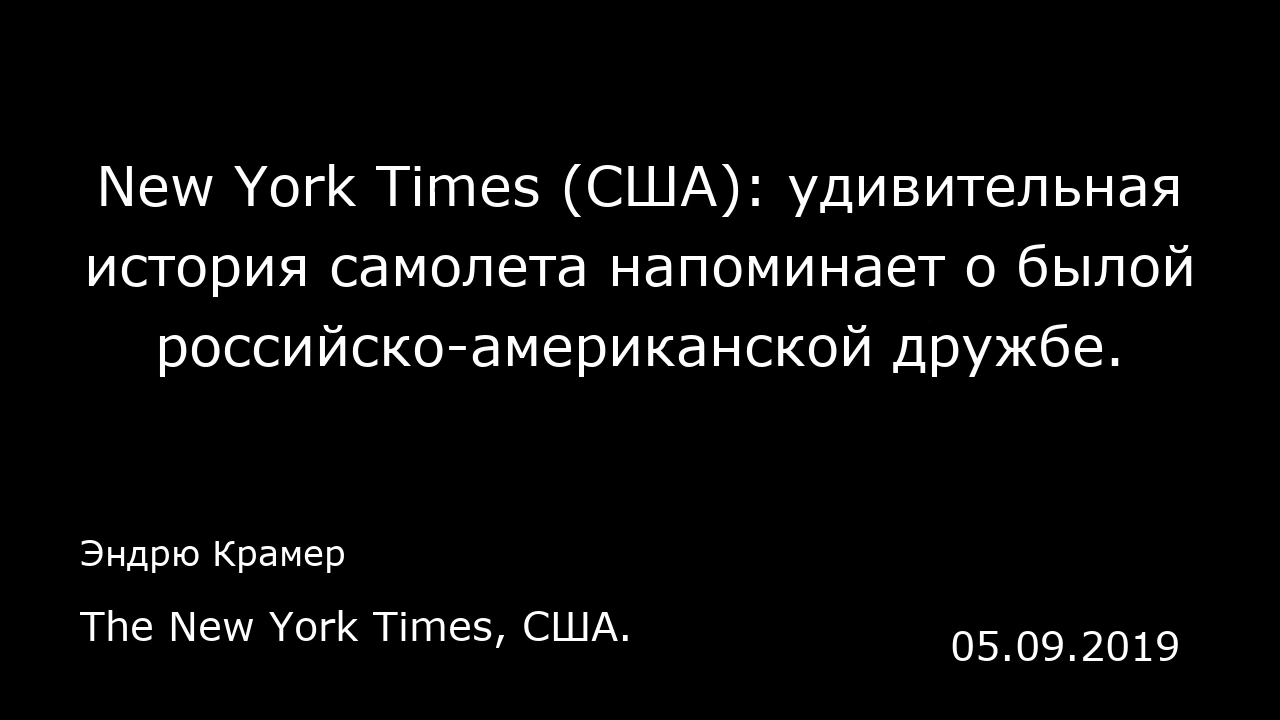 New York Times (США): удивительная
история самолета напоминает о былой
российско-американской дружбе.
Эндрю Крамер
The New York Times, США.
05.09.2019